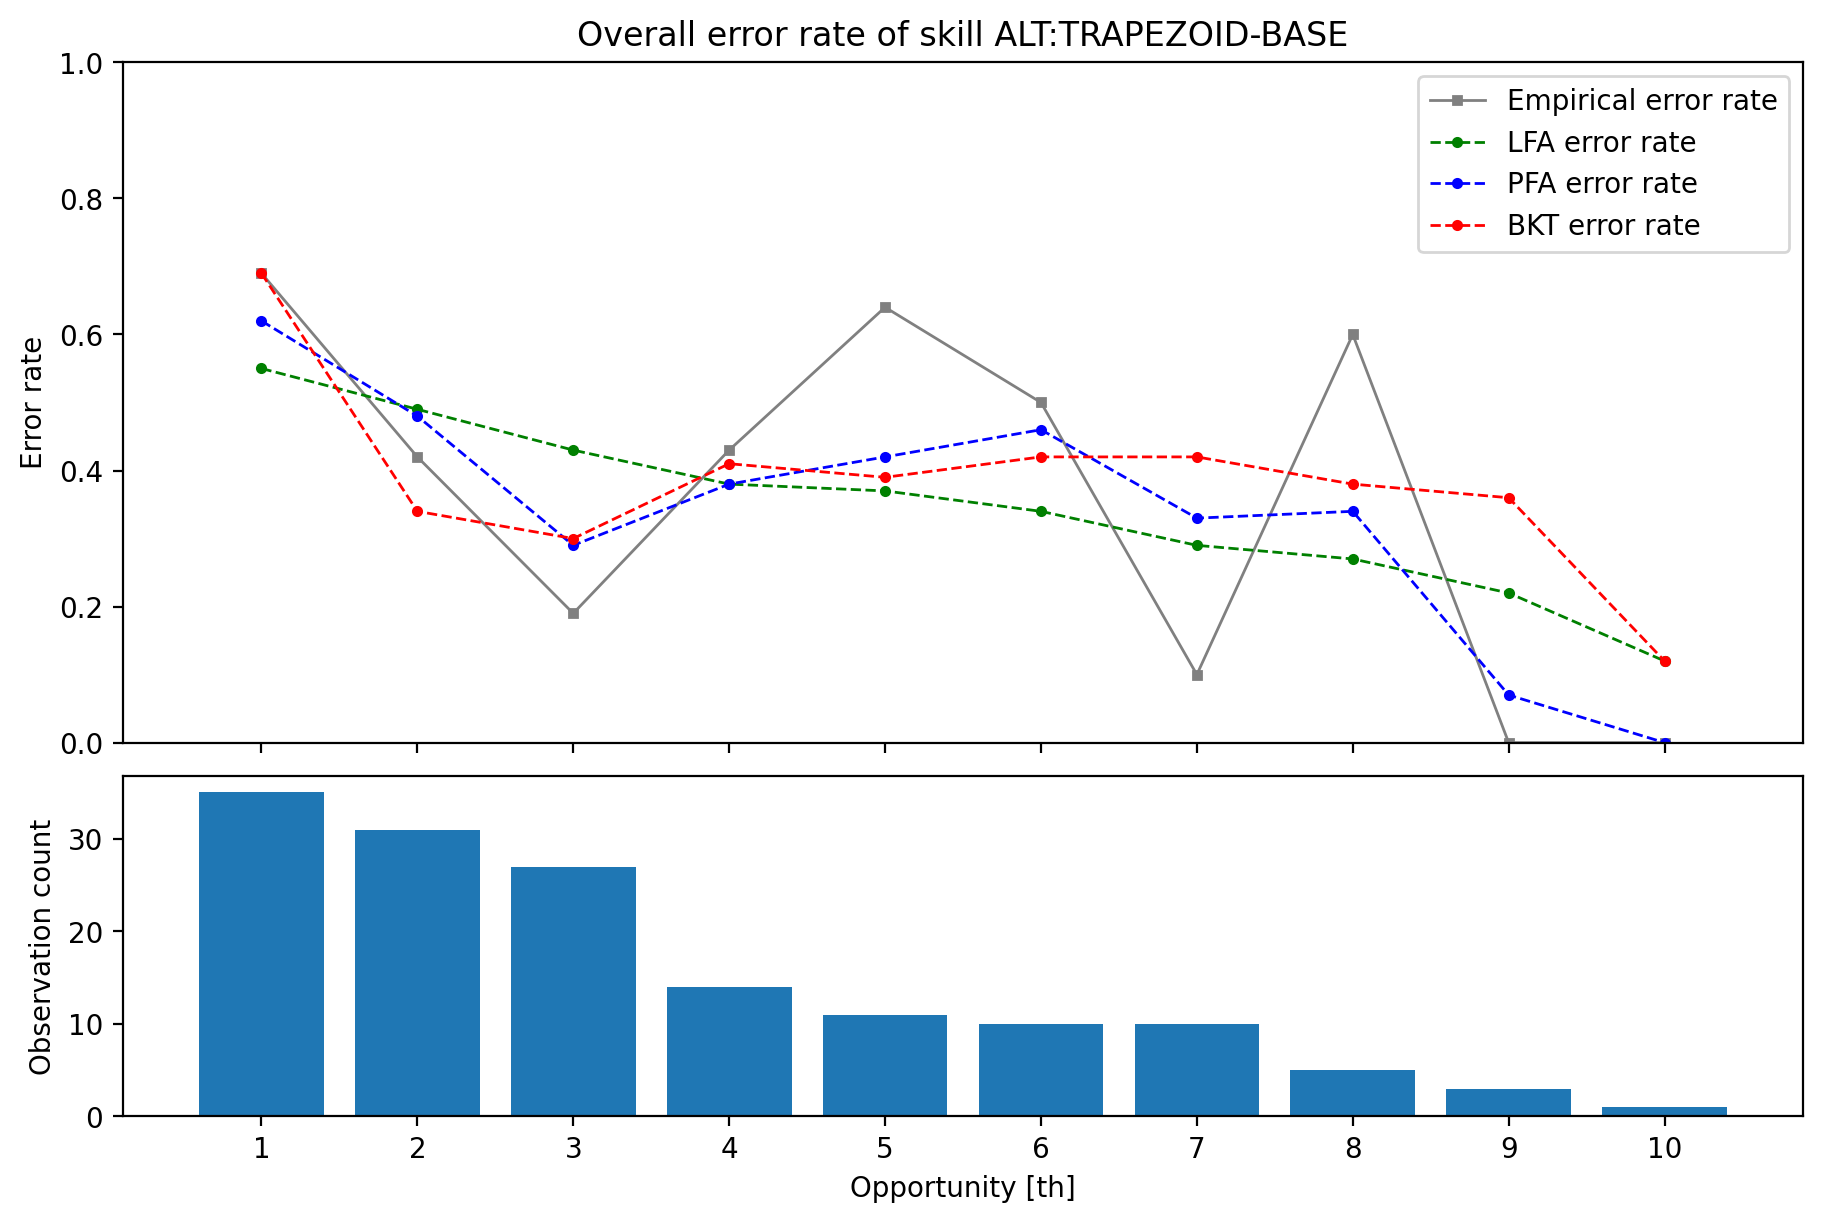 Overall error rate of skill ALT:TRAPEZOID-BASE
Error rate
1.0
0.8
0.6
0.4
0.2
0.0
Empirical error rate
LFA error rate
PFA error rate
BKT error rate
Observation count
30
20
10
0
1 2 3 4 5 6 7 8 9 10
Opportunity [th]